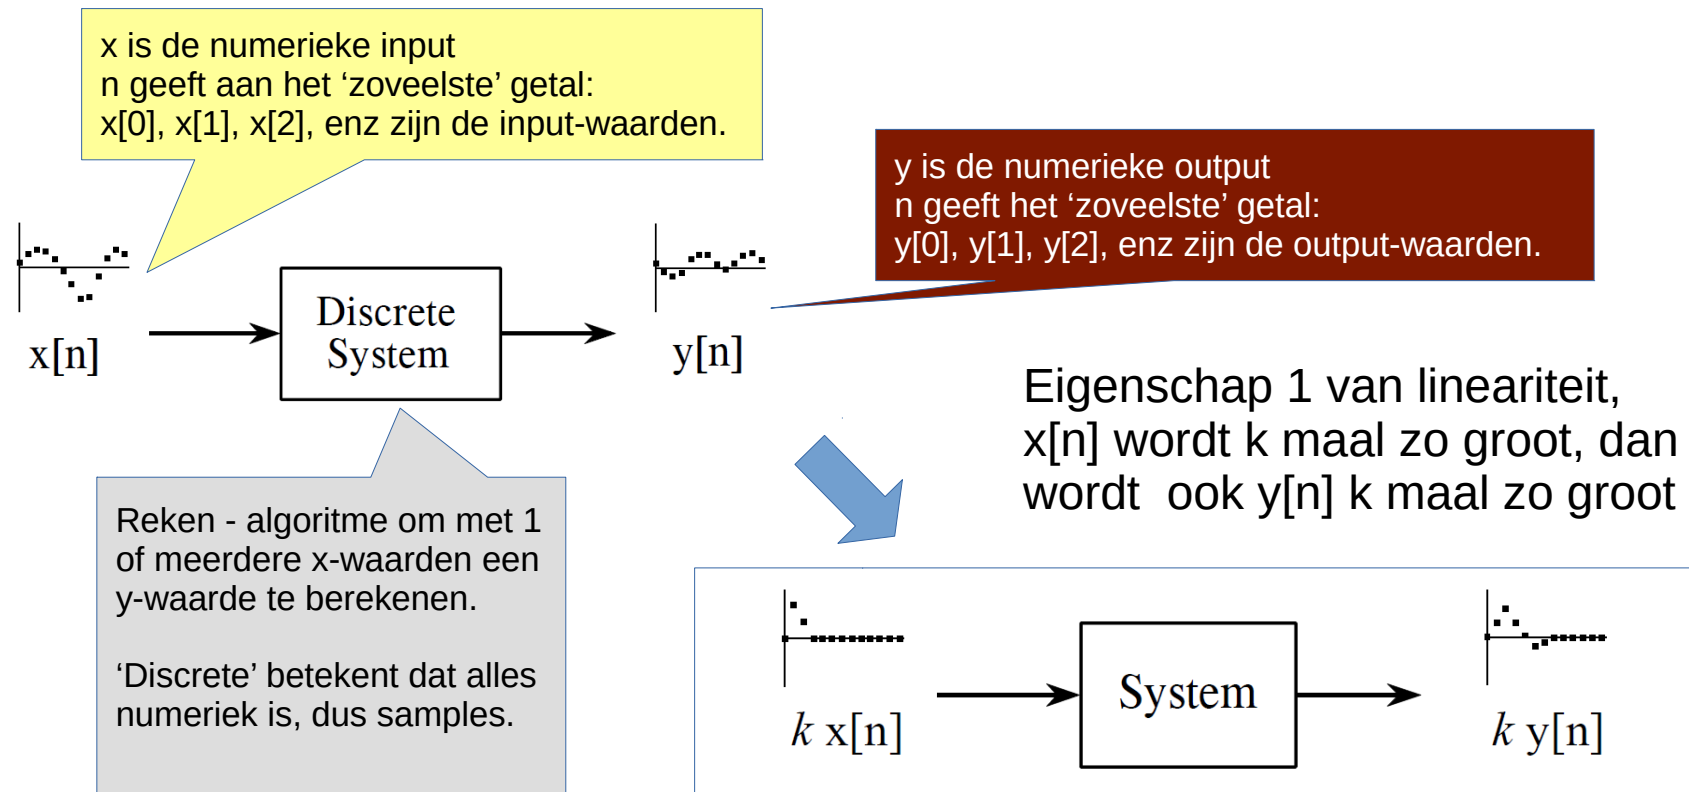 x is de numerieke input
n geeft aan het ‘zoveelste’ getal:
x[0], x[1], x[2], enz zijn de input-waarden.
y is de numerieke output
n geeft het ‘zoveelste’ getal:
y[0], y[1], y[2], enz zijn de output-waarden.
x[n]
Discrete
System
y[n]
Eigenschap 1 van lineariteit,
x[n] wordt k maal zo groot, dan
wordt ook y[n] k maal zo groot
Reken - algoritme om met 1
of meerdere x-waarden een
y-waarde te berekenen.
‘Discrete’ betekent dat alles
numeriek is, dus samples.
k x[n]
System
k y[n]